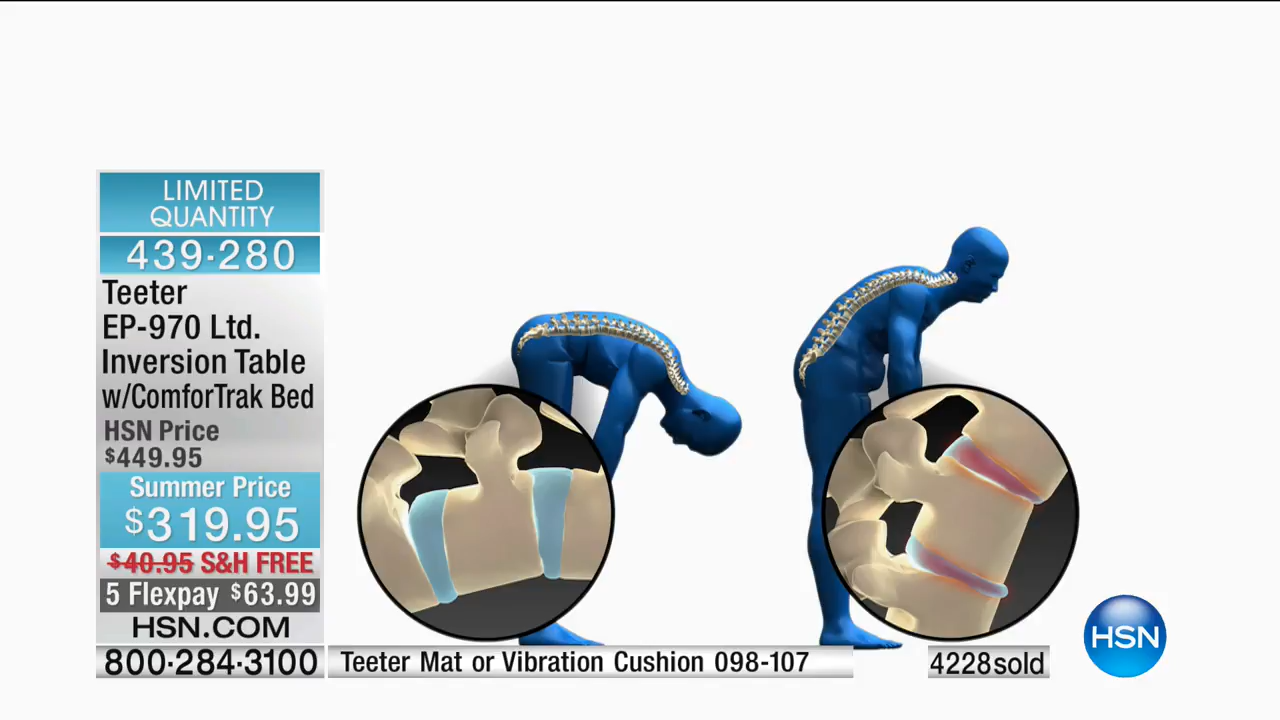 LIMITED
QUANTITY
439·280
Teeter
EP-970 Ltd.
Inversion Table
w/ComforTrak Bed
HSN Price
$449.95
Summer Price
$319.95
$40.95 S&H FREE
5 Flexpay $63.99
HSN.COM
800·284·3100
Teeter Mat or Vibration Cushion 098-107
4228sold
HSN